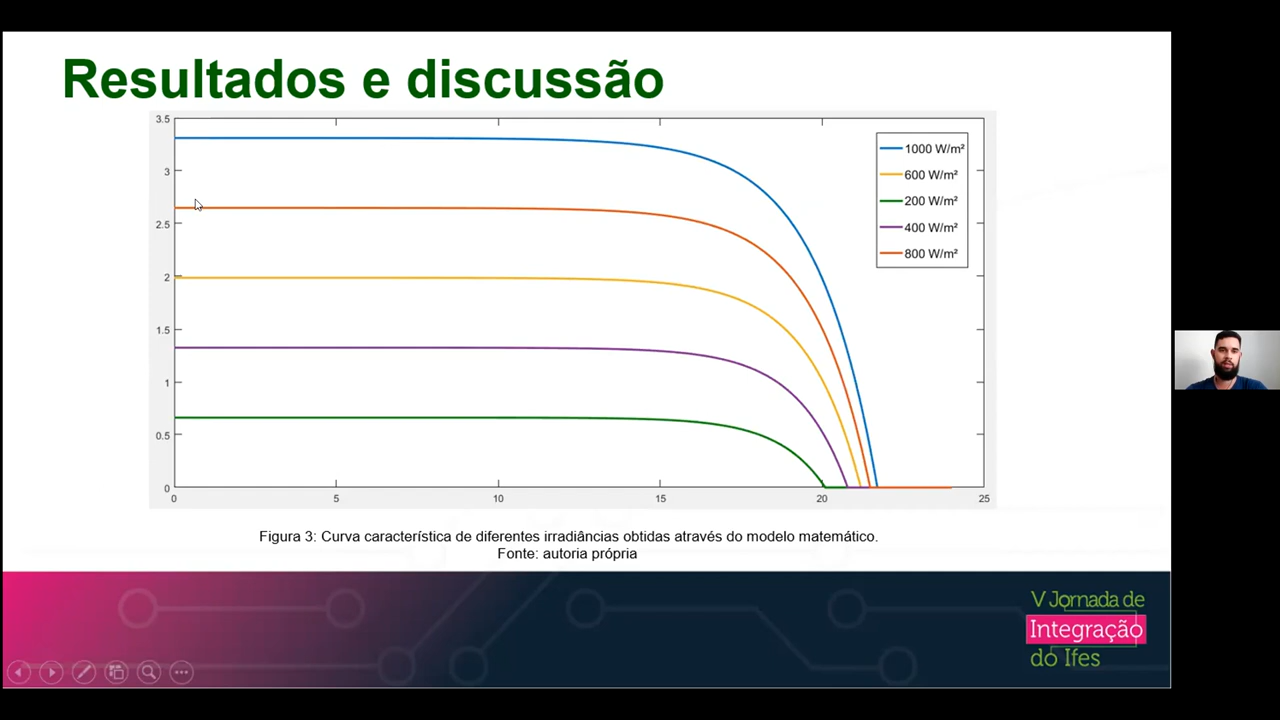 Resultados e discussão
3.5
3
2.5
2
1.5
1
0.5
0
0
5
10
15
20
25
1000 W/m²
600 W/m²
200 W/m²
400 W/m²
800 W/m²
Figura 3: Curva característica de diferentes irradiâncias obtidas através do modelo matemático.
Fonte: autoria própria
V Jornada de
Integração
do Ifes